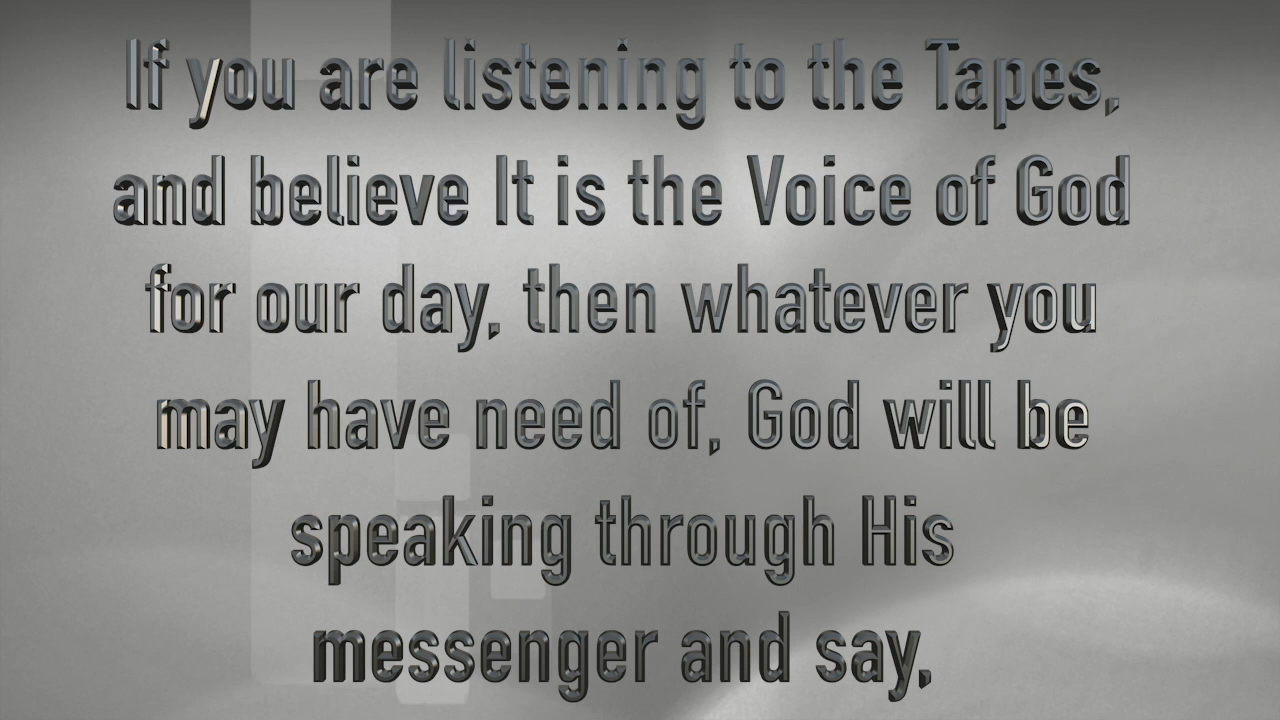 If you are listening to the Tapes,
and believe It is the Voice of God
for our day, then whatever you
may have need of, God will be
speaking through His
messenger and say,